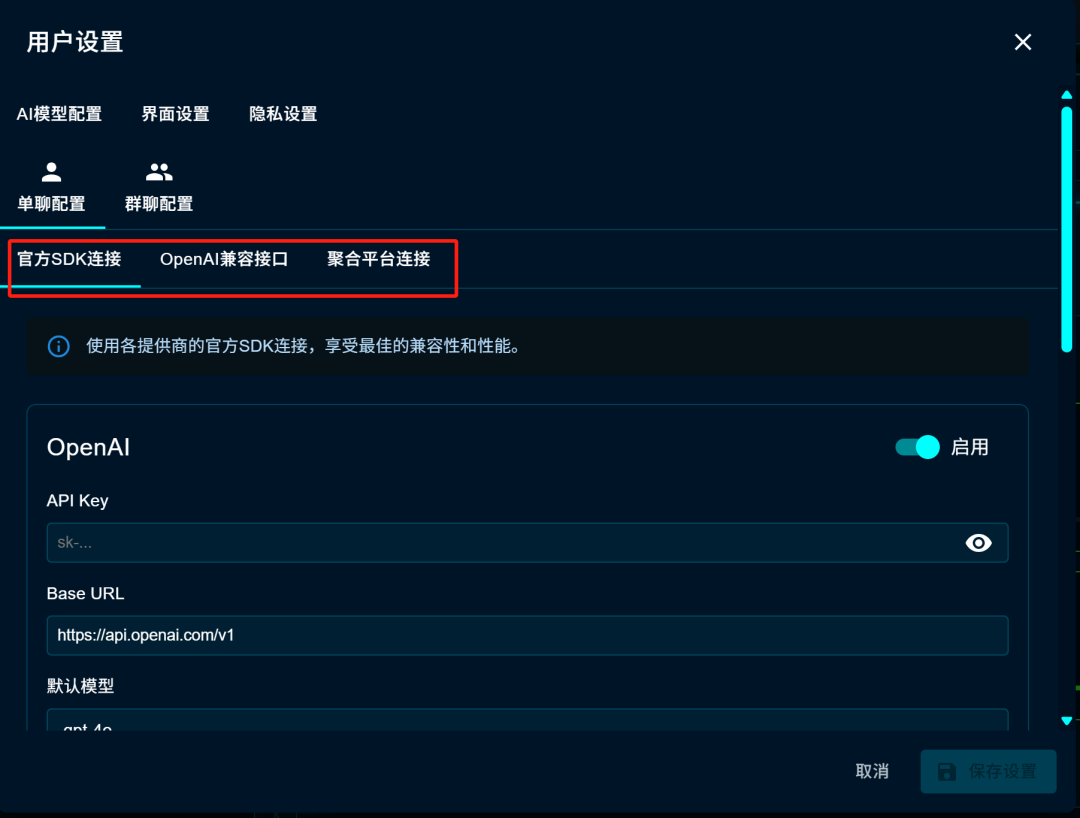 用户设置
AI模型配置 界面设置 隐私设置
单聊配置 群聊配置
官方SDK连接 OpenAI兼容接口 聚合平台连接
使用各提供商的官方SDK连接，享受最佳的兼容性和性能。
OpenAI 启用
API Key
sk-...
Base URL
https://api.openai.com/v1
默认模型
gpt-4o
取消 保存设置